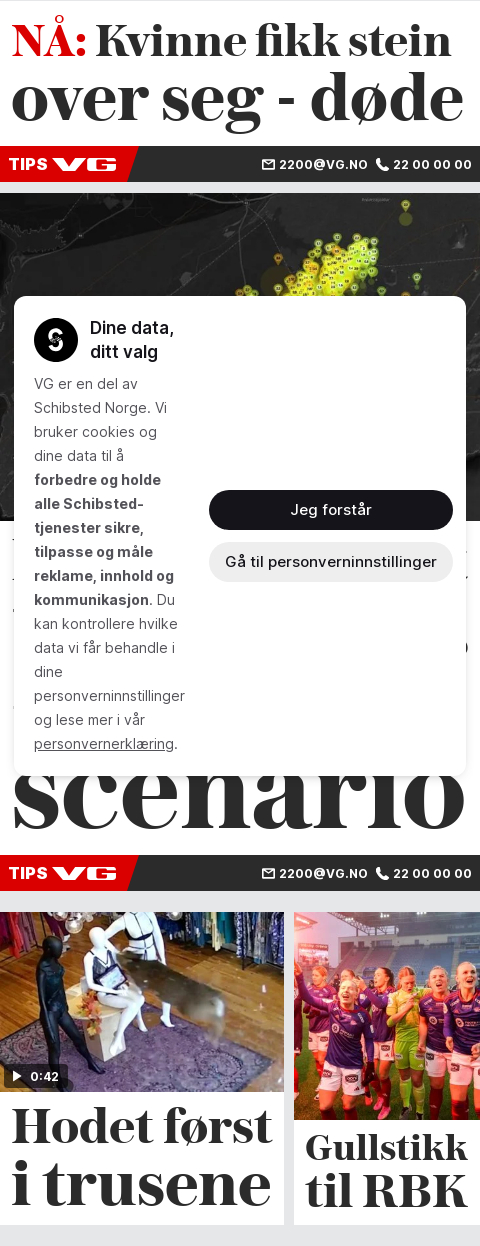 NÅ: Kvinne fikk stein
over seg - døde
TIPS VG 2200@VG.NO 22 00 00 00
Dine data,
ditt valg
VG er en del av
Schibsted Norge. Vi
bruker cookies og
dine data til å
forbedre og holde
alle Schibsted-
tjenester sikre,
tilpasse og måle
reklame, innhold og
kommunikasjon. Du
kan kontrollere hvilke
data vi får behandle i
dine
personverninnstillinger
og lese mer i vår
personvernerklæring.
Jeg forstår
Gå til personverninnstillinger
scenario
TIPS VG 2200@VG.NO 22 00 00 00
0:42
Hodet først
i trusene
Gullstikk
til RBK